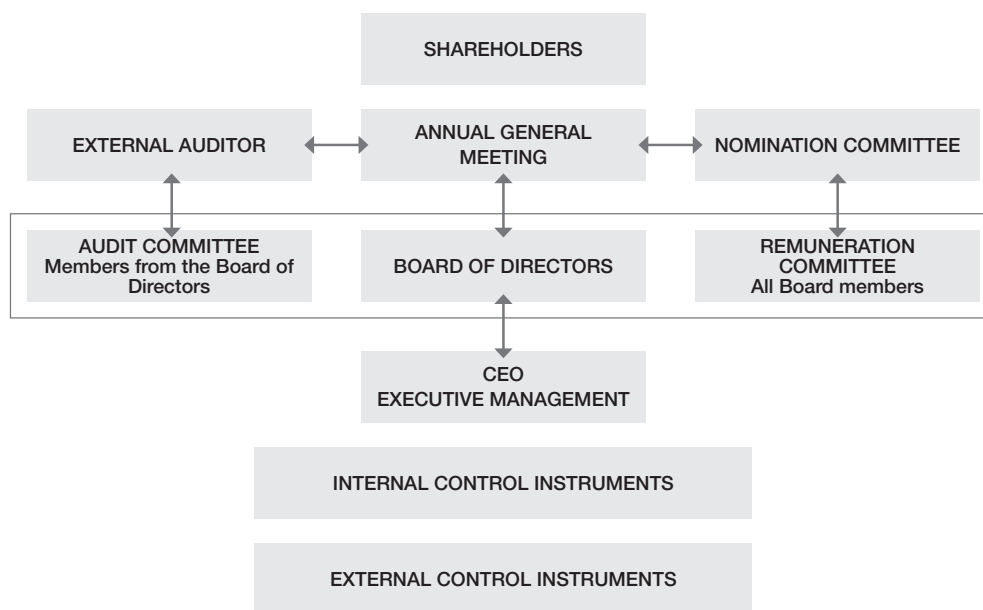 SHAREHOLDERS
EXTERNAL AUDITOR
ANNUAL GENERAL
MEETING
NOMINATION COMMITTEE
AUDIT COMMITTEE
Members from the Board of
Directors
BOARD OF DIRECTORS
REMUNERATION
COMMITTEE
All Board members
CEO
EXECUTIVE MANAGEMENT
INTERNAL CONTROL INSTRUMENTS
EXTERNAL CONTROL INSTRUMENTS